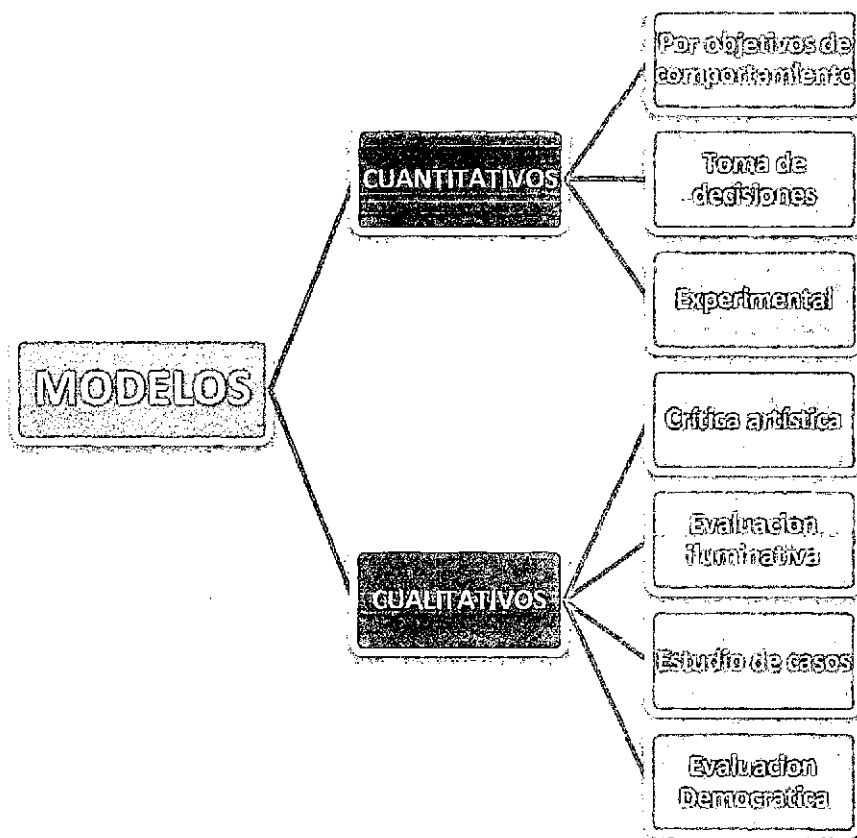 MODELOS
CUANTITATIVOS
Por objetivos de
comportamiento
Toma de
decisiones
Experimental
CUALITATIVOS
Crítica artística
Evaluacion
iluminativa
Estudio de casos
Evaluacion
Democratica